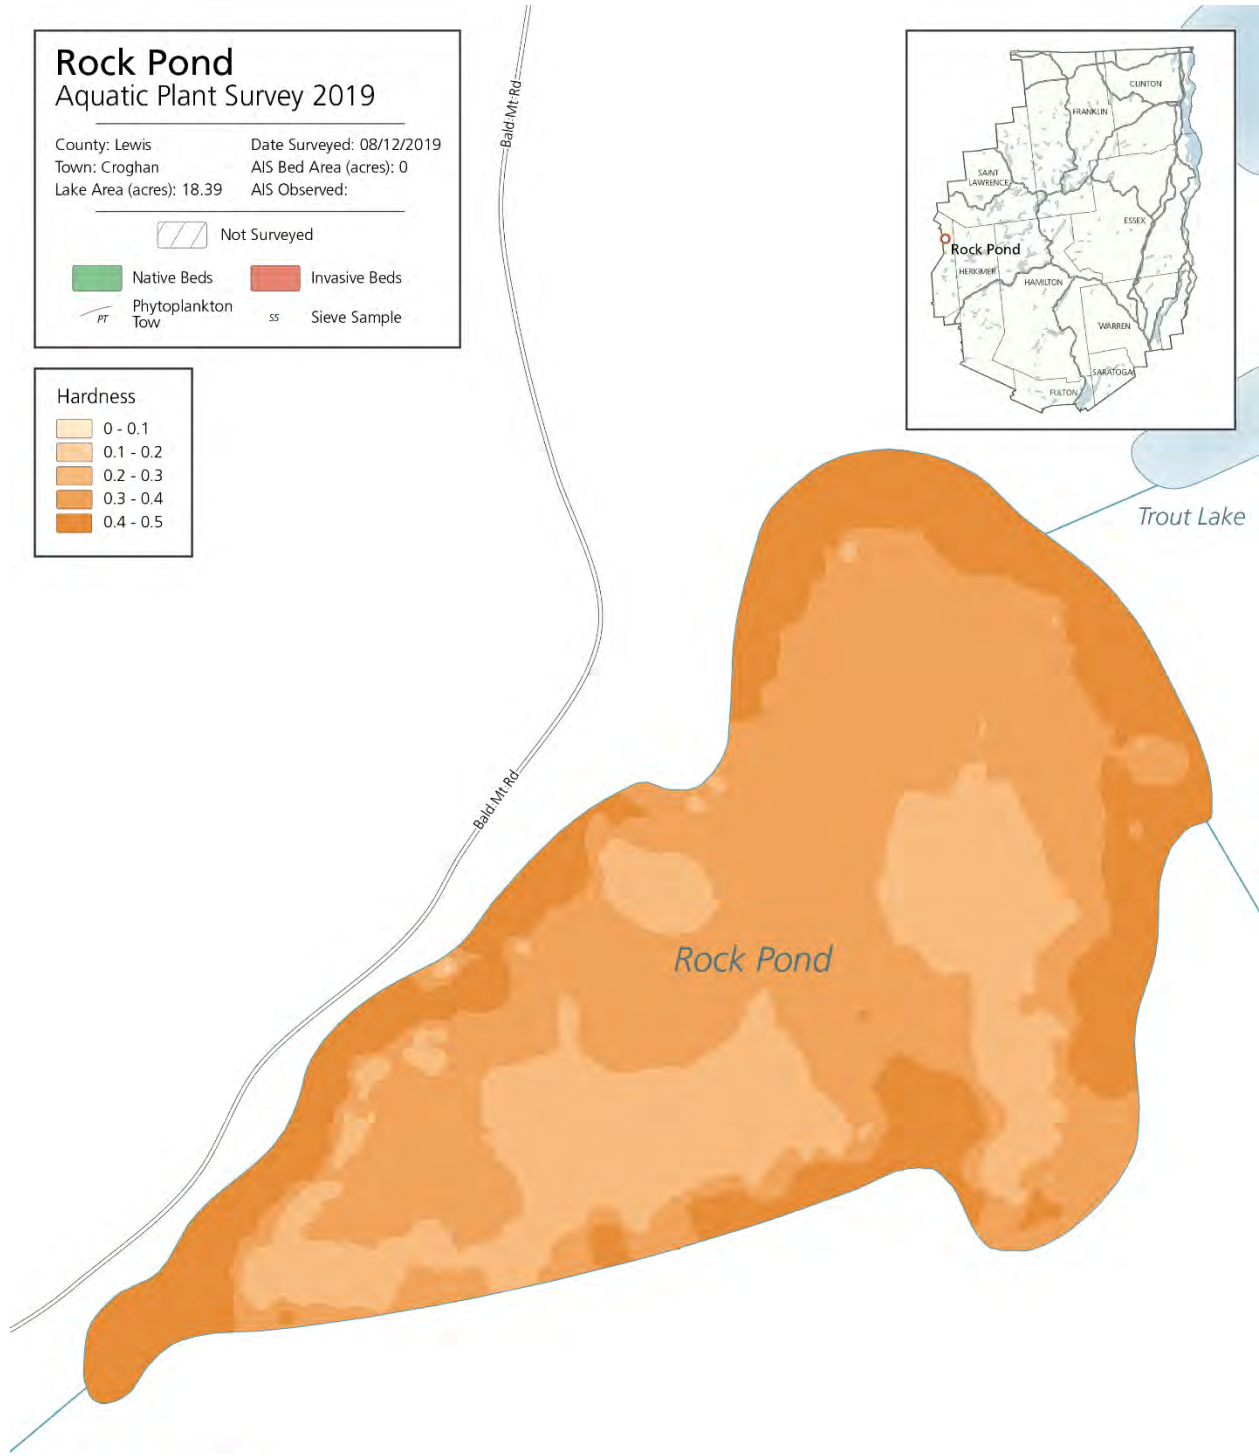 Rock Pond
Aquatic Plant Survey 2019
County: Lewis
Date Surveyed: 08/12/2019
Town: Croghan
AIS Bed Area (acres): 0
Lake Area (acres): 18.39
AIS Observed:
Not Surveyed
Native Beds
Invasive Beds
PT
Phytoplankton
Tow
SS
Sieve Sample
Hardness
0 - 0.1
0.1 - 0.2
0.2 - 0.3
0.3 - 0.4
0.4 - 0.5
Bald Mt Rd
CLINTON
FRANKLIN
SAINT
LAWRENCE
ESSEX
Rock Pond
HERKIMER
HAMILTON
WARREN
SARATOGA
FULTON
Trout Lake
Bald Mt Rd
Rock Pond